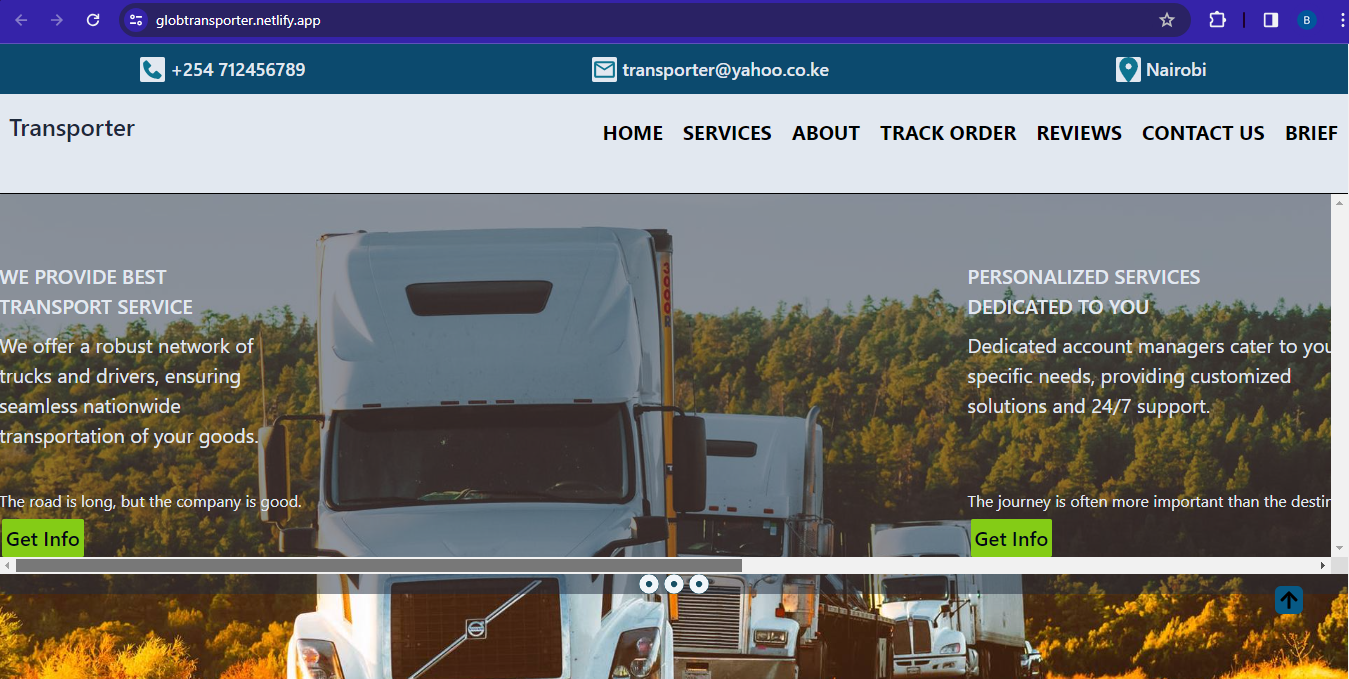 globtransporter.netlify.app
B
+254 712456789
transporter@yahoo.co.ke
Nairobi
Transporter
HOME SERVICES ABOUT TRACK ORDER REVIEWS CONTACT US BRIEF
WE PROVIDE BEST
TRANSPORT SERVICE
We offer a robust network of
trucks and drivers, ensuring
seamless nationwide
transportation of your goods.
The road is long, but the company is good.
Get Info
PERSONALIZED SERVICES
DEDICATED TO YOU
Dedicated account managers cater to you
specific needs, providing customized
solutions and 24/7 support.
The journey is often more important than the destin
Get Info